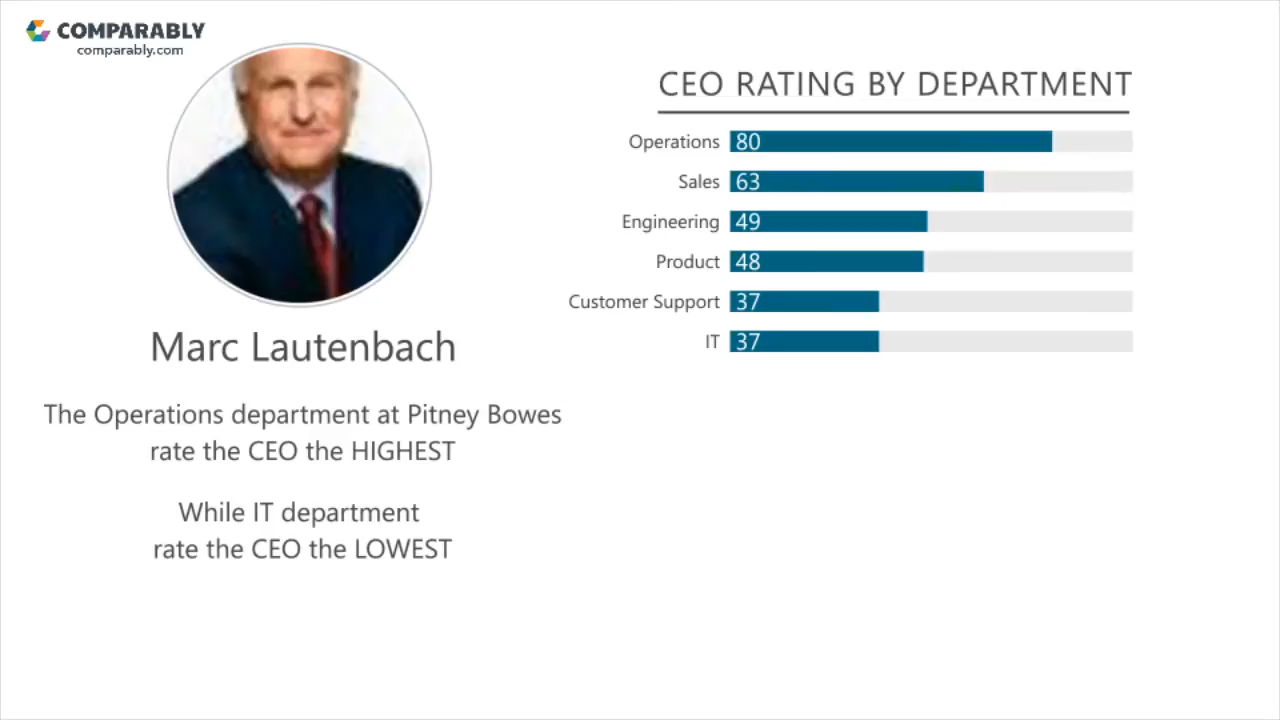 COMPARABLY
comparably.com
Marc Lautenbach
The Operations department at Pitney Bowes
rate the CEO the HIGHEST
While IT department
rate the CEO the LOWEST
CEO RATING BY DEPARTMENT
Operations 80
Sales 63
Engineering 49
Product 48
Customer Support 37
IT 37